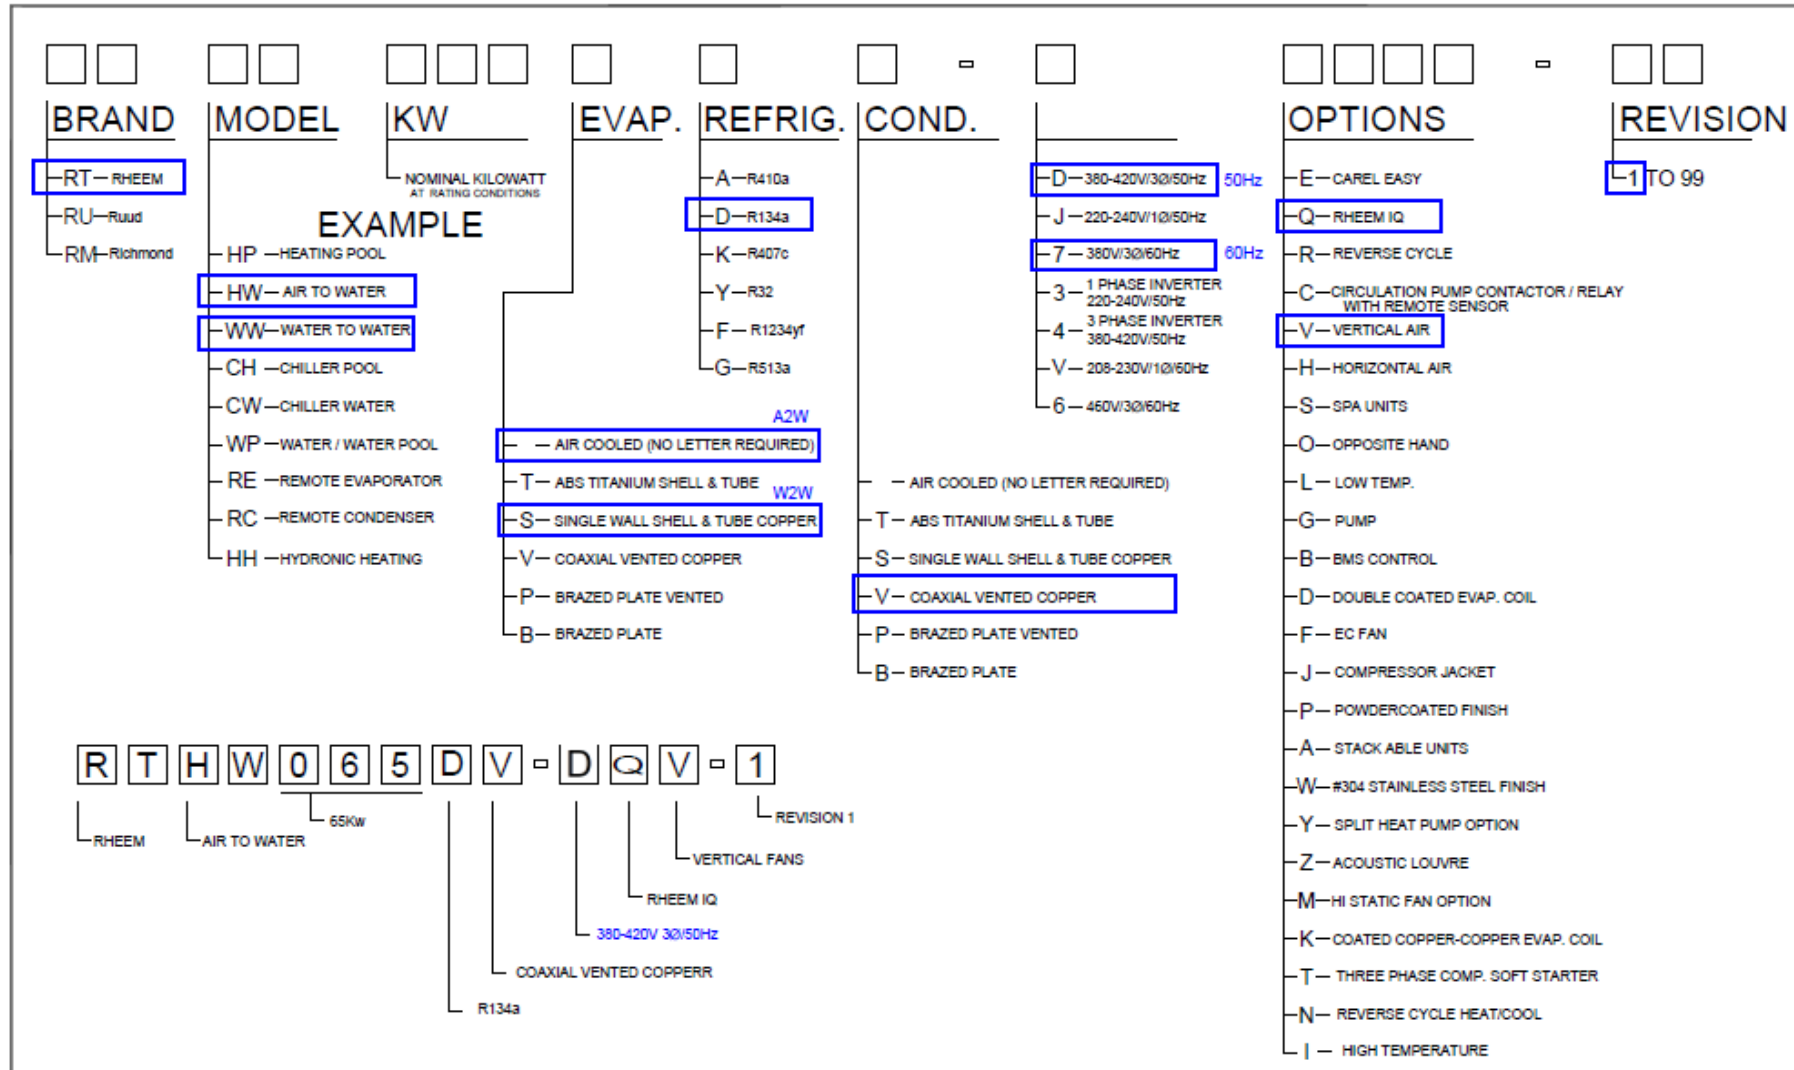 BRAND
RT RHEEM
RU Ruud
RM Richmond
MODEL
EXAMPLE
HP HEATING POOL
HW AIR TO WATER
WW WATER TO WATER
CH CHILLER POOL
CW CHILLER WATER
WP WATER / WATER POOL
RE REMOTE EVAPORATOR
RC REMOTE CONDENSER
HH HYDRONIC HEATING
KW
NOMINAL KILOWATT
AT RATING CONDITIONS
EVAP.
A2W
AIR COOLED (NO LETTER REQUIRED)
T ABS TITANIUM SHELL & TUBE
W2W
S SINGLE WALL SHELL & TUBE COPPER
V COAXIAL VENTED COPPER
P BRAZED PLATE VENTED
B BRAZED PLATE
REFRIG.
A R410a
D R134a
K R407c
Y R32
F R1234yf
G R513a
COND.
AIR COOLED (NO LETTER REQUIRED)
T ABS TITANIUM SHELL & TUBE
S SINGLE WALL SHELL & TUBE COPPER
V COAXIAL VENTED COPPER
P BRAZED PLATE VENTED
B BRAZED PLATE
-
D 380-420V/3Ø/50Hz 50Hz
J 220-240V/1Ø/50Hz
7 380V/3Ø/60Hz 60Hz
3 1 PHASE INVERTER
220-240V/50Hz
4 3 PHASE INVERTER
380-420V/50Hz
V 208-230V/1Ø/60Hz
6 460V/3Ø/60Hz
OPTIONS
E CAREL EASY
Q RHEEM IQ
R REVERSE CYCLE
C CIRCULATION PUMP CONTACTOR / RELAY
WITH REMOTE SENSOR
V VERTICAL AIR
H HORIZONTAL AIR
S SPA UNITS
O OPPOSITE HAND
L LOW TEMP.
G PUMP
B BMS CONTROL
D DOUBLE COATED EVAP. COIL
F EC FAN
J COMPRESSOR JACKET
P POWDERCOATED FINISH
A STACK ABLE UNITS
W #304 STAINLESS STEEL FINISH
Y SPLIT HEAT PUMP OPTION
Z ACOUSTIC LOUVRE
M HI STATIC FAN OPTION
K COATED COPPER-COPPER EVAP. COIL
T THREE PHASE COMP. SOFT STARTER
N REVERSE CYCLE HEAT/COOL
I HIGH TEMPERATURE
-
REVISION
1 TO 99
R T H W 0 6 5 D V - D Q V - 1
RHEEM
AIR TO WATER
65Kw
R134a
COAXIAL VENTED COPPERR
380-420V 3Ø/50Hz
RHEEM IQ
VERTICAL FANS
REVISION 1